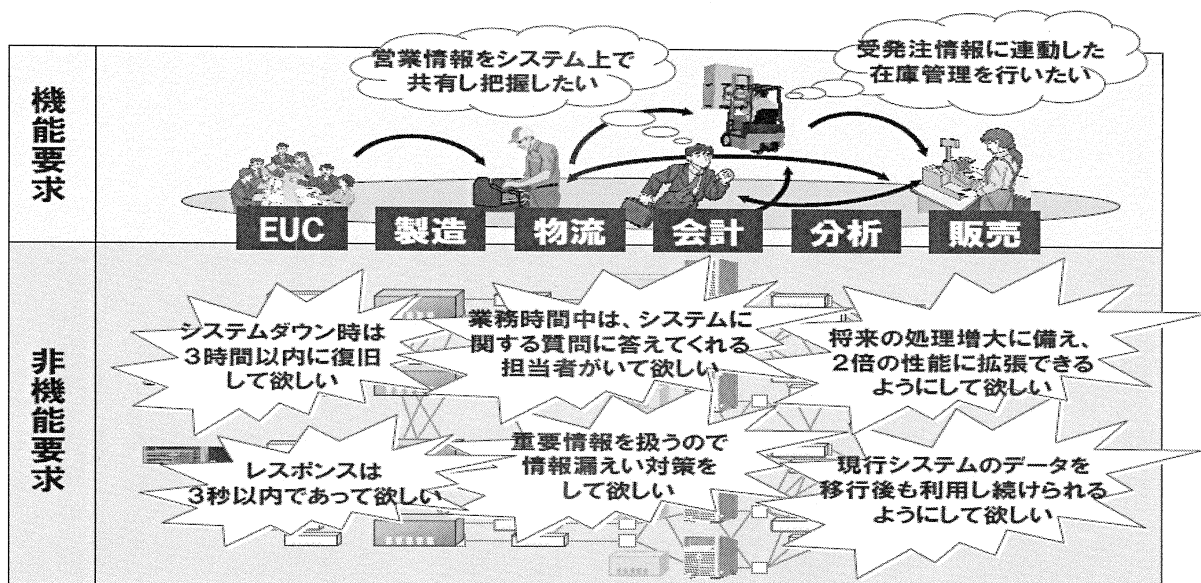 機能要求
営業情報をシステム上で
共有し把握したい
受発注情報に連動した
在庫管理を行いたい
EUC
製造
物流
会計
分析
販売
非機能要求
システムダウン時は
3時間以内に復旧
して欲しい
業務時間中は、システムに
関する質問に答えてくれる
担当者がいて欲しい
将来の処理増大に備え、
2倍の性能に拡張できる
ようにして欲しい
レスポンスは
3秒以内であって欲しい
重要情報を扱うので
情報漏えい対策を
して欲しい
現行システムのデータを
移行後も利用し続けられる
ようにして欲しい